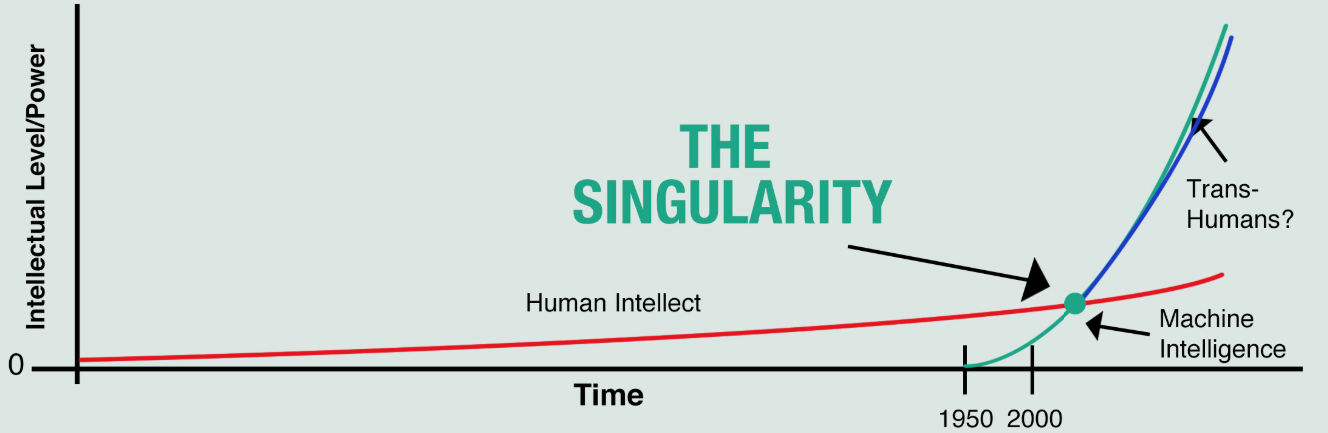 Intellectual Level/Power
THE
SINGULARITY
Trans-
Humans?
Human Intellect
Machine
Intelligence
0
Time
1950 2000